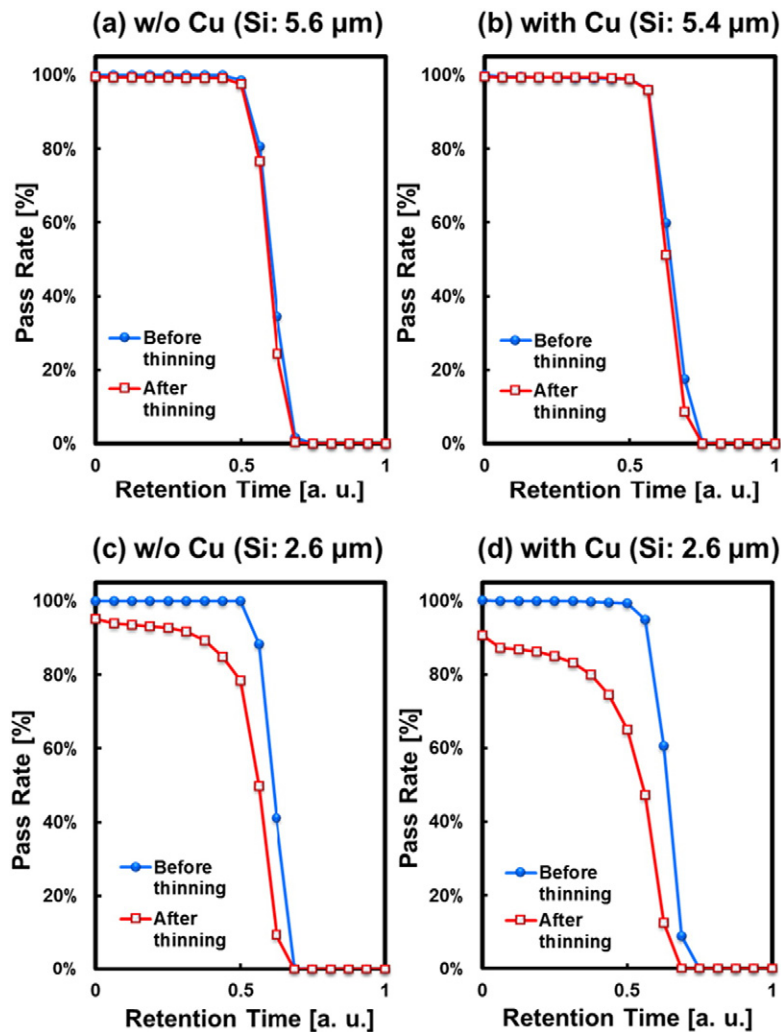 (a) w/o Cu (Si: 5.6 µm)
100%
80%
60%
40%
20%
0%
Pass Rate [%]
Before
thinning
After
thinning
0
0.5
1
Retention Time [a. u.]
(b) with Cu (Si: 5.4 µm)
100%
80%
60%
40%
20%
0%
Pass Rate [%]
Before
thinning
After
thinning
0
0.5
1
Retention Time [a. u.]
(c) w/o Cu (Si: 2.6 µm)
100%
80%
60%
40%
20%
0%
Pass Rate [%]
Before
thinning
After
thinning
0
0.5
1
Retention Time [a. u.]
(d) with Cu (Si: 2.6 µm)
100%
80%
60%
40%
20%
0%
Pass Rate [%]
Before
thinning
After
thinning
0
0.5
1
Retention Time [a. u.]